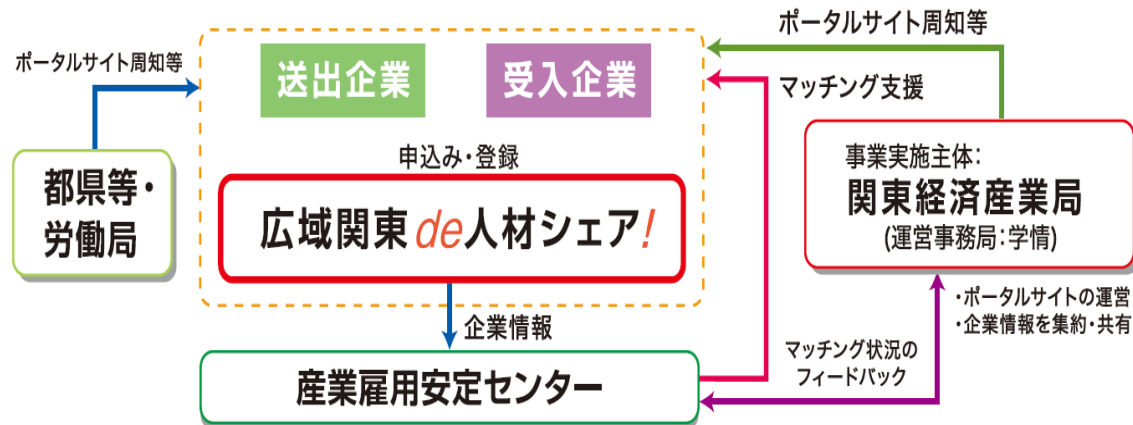 ポータルサイト周知等
都県等・
労働局
送出企業
受入企業
申込み・登録
広域関東de人材シェア!
企業情報
産業雇用安定センター
ポータルサイト周知等
マッチング支援
事業実施主体:
関東経済産業局
(運営事務局:学情)
・ポータルサイトの運営
・企業情報を集約・共有
マッチング状況の
フィードバック